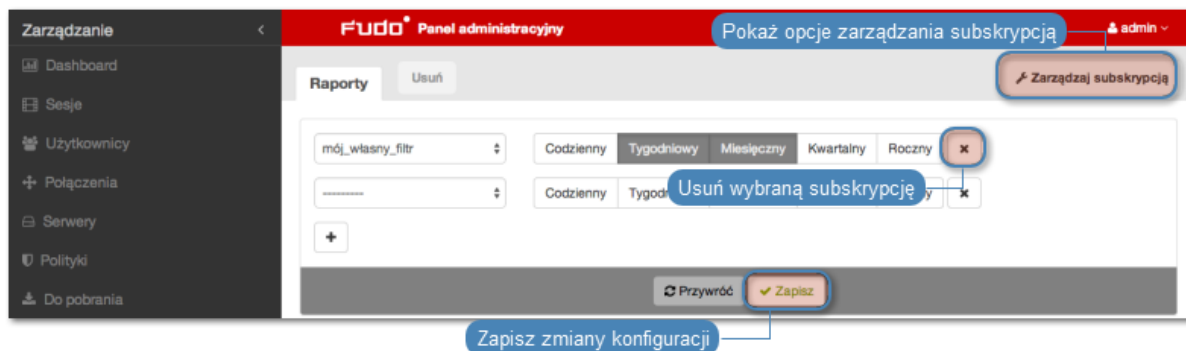 Zarządzanie
FUDO Panel administracyjny
Pokaż opcje zarządzania subskrypcją
admin
Dashboard
Raporty
Usuń
Zarządzaj subskrypcją
Sesje
Użytkownicy
mój_własny_filtr
Codzienny
Tygodniowy
Miesięczny
Kwartalny
Roczny
Połączenia
Usuń wybraną subskrypcję
---------
Codzienny
Serwery
Polityki
Do pobrania
Przywróć
Zapisz
Zapisz zmiany konfiguracji